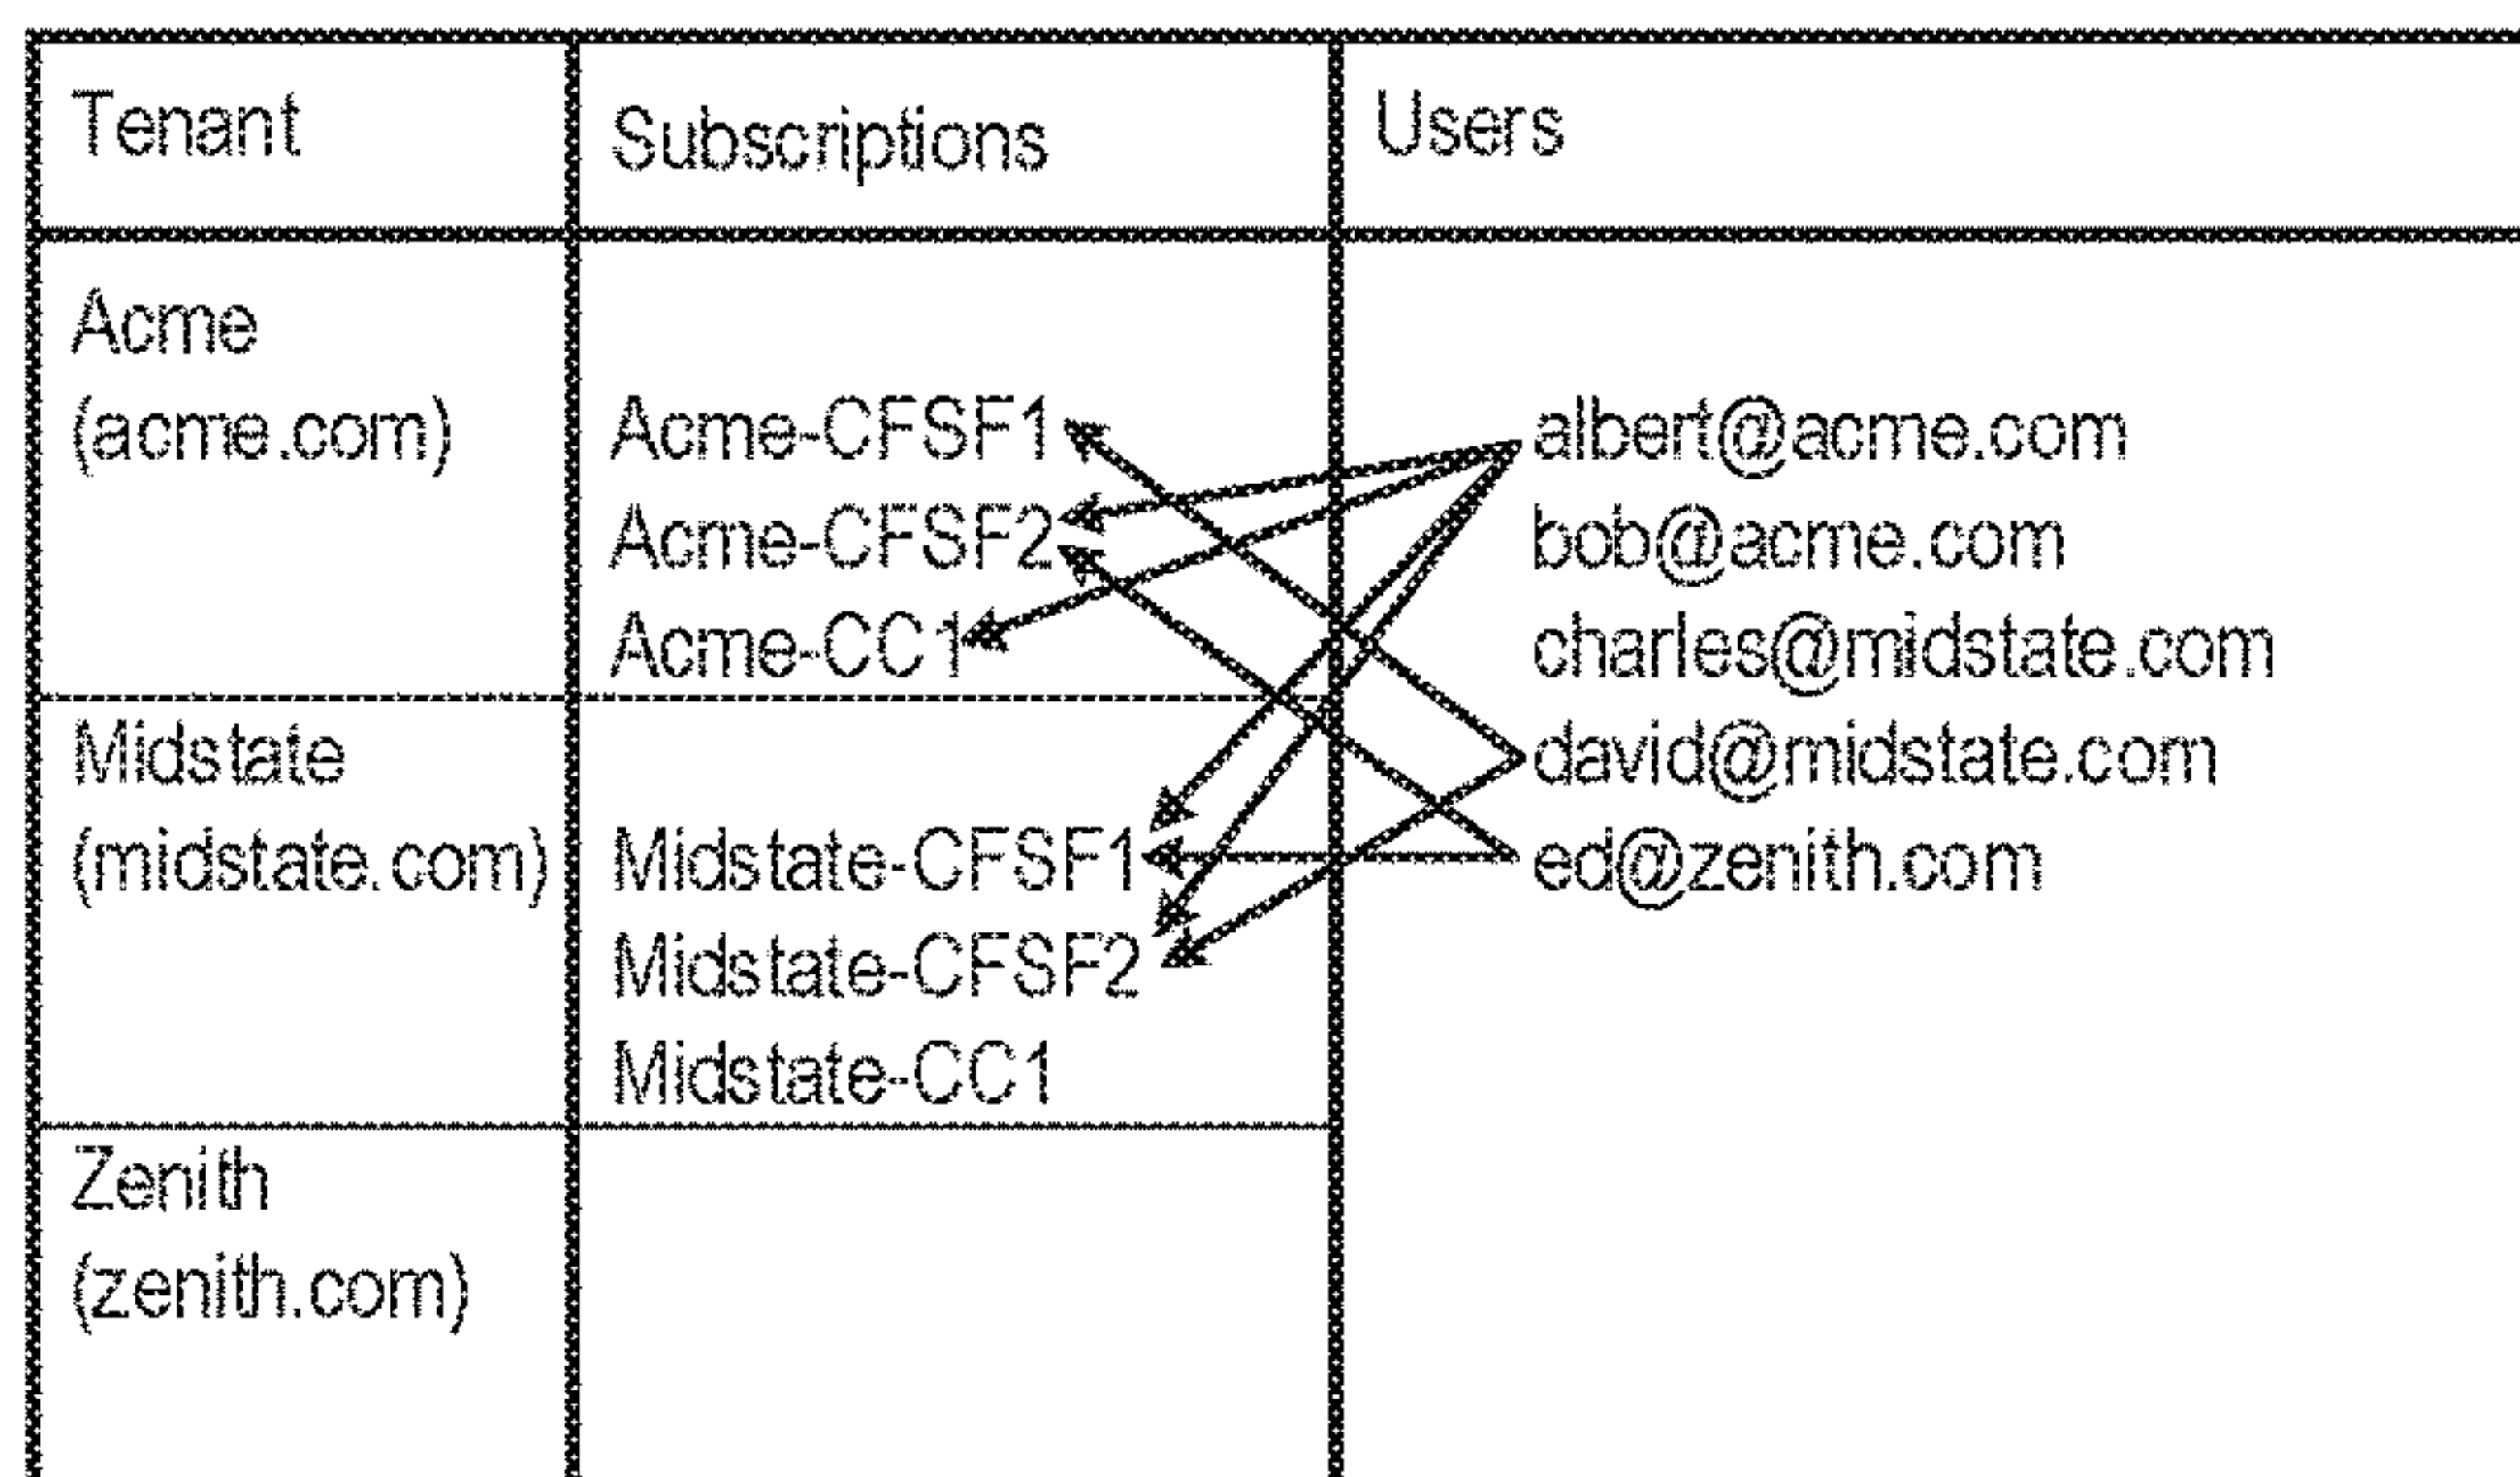 Tenant
Subscriptions
Users
Acme
(acme.com)
Acme-CFSF1
Acme-CFSF2
Acme-CC1
albert@acme.com
bob@acme.com
charles@midstate.com
david@midstate.com
ed@zenith.com
Midstate
(midstate.com)
Midstate-CFSF1
Midstate-CFSF2
Midstate-CC1
Zenith
(zenith.com)